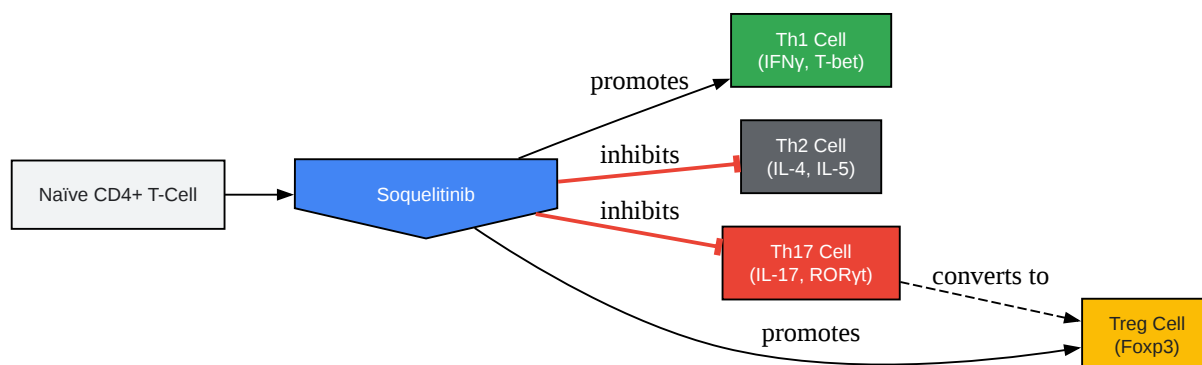 Th1 Cell
(IFNγ, T-bet)
promotes
Th2 Cell
(IL-4, IL-5)
inhibits
Naïve CD4+ T-Cell
Soquelitinib
inhibits
Th17 Cell
(IL-17, RORγt)
converts to
promotes
Treg Cell
(Foxp3)